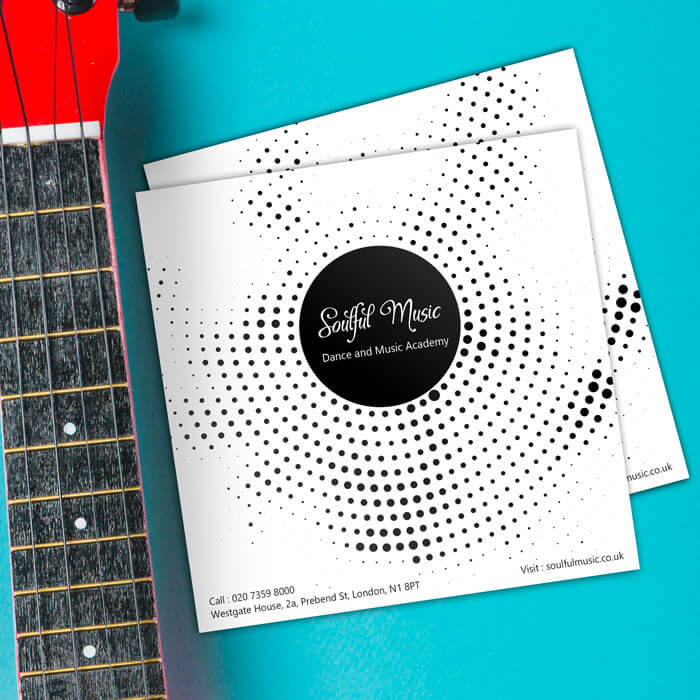 Soulful Music
Dance and Music Academy
Call : 020 7359 8000
Westgate House, 2a, Prebend St, London, N1 8PT
Visit : soulfulmusic.co.uk
music.co.uk